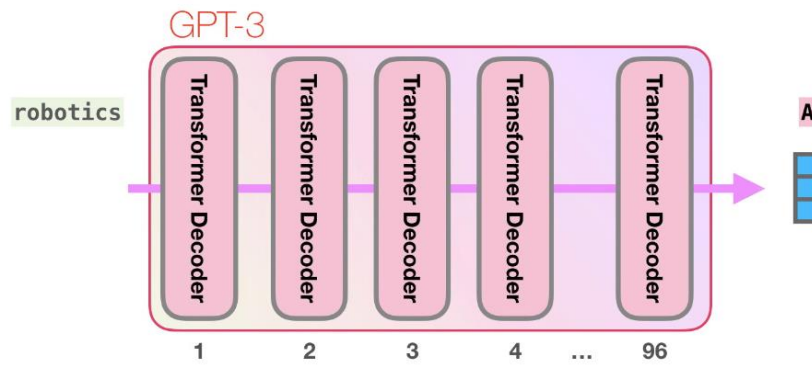 GPT-3
robotics
Transformer Decoder
Transformer Decoder
Transformer Decoder
Transformer Decoder
Transformer Decoder
A
1 2 3 4 ... 96